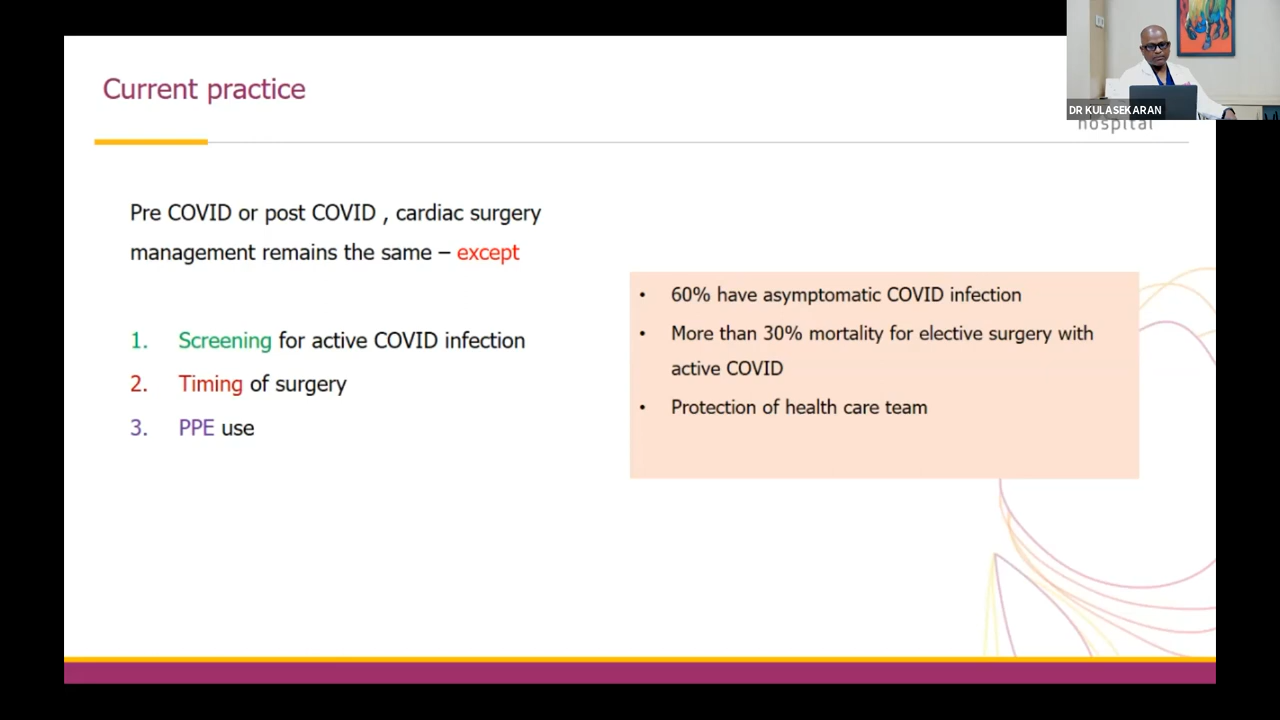 Current practice
DR KULASEKARAN
hospital
Pre COVID or post COVID , cardiac surgery
management remains the same – except
1. Screening for active COVID infection
2. Timing of surgery
3. PPE use
• 60% have asymptomatic COVID infection
• More than 30% mortality for elective surgery with
active COVID
• Protection of health care team